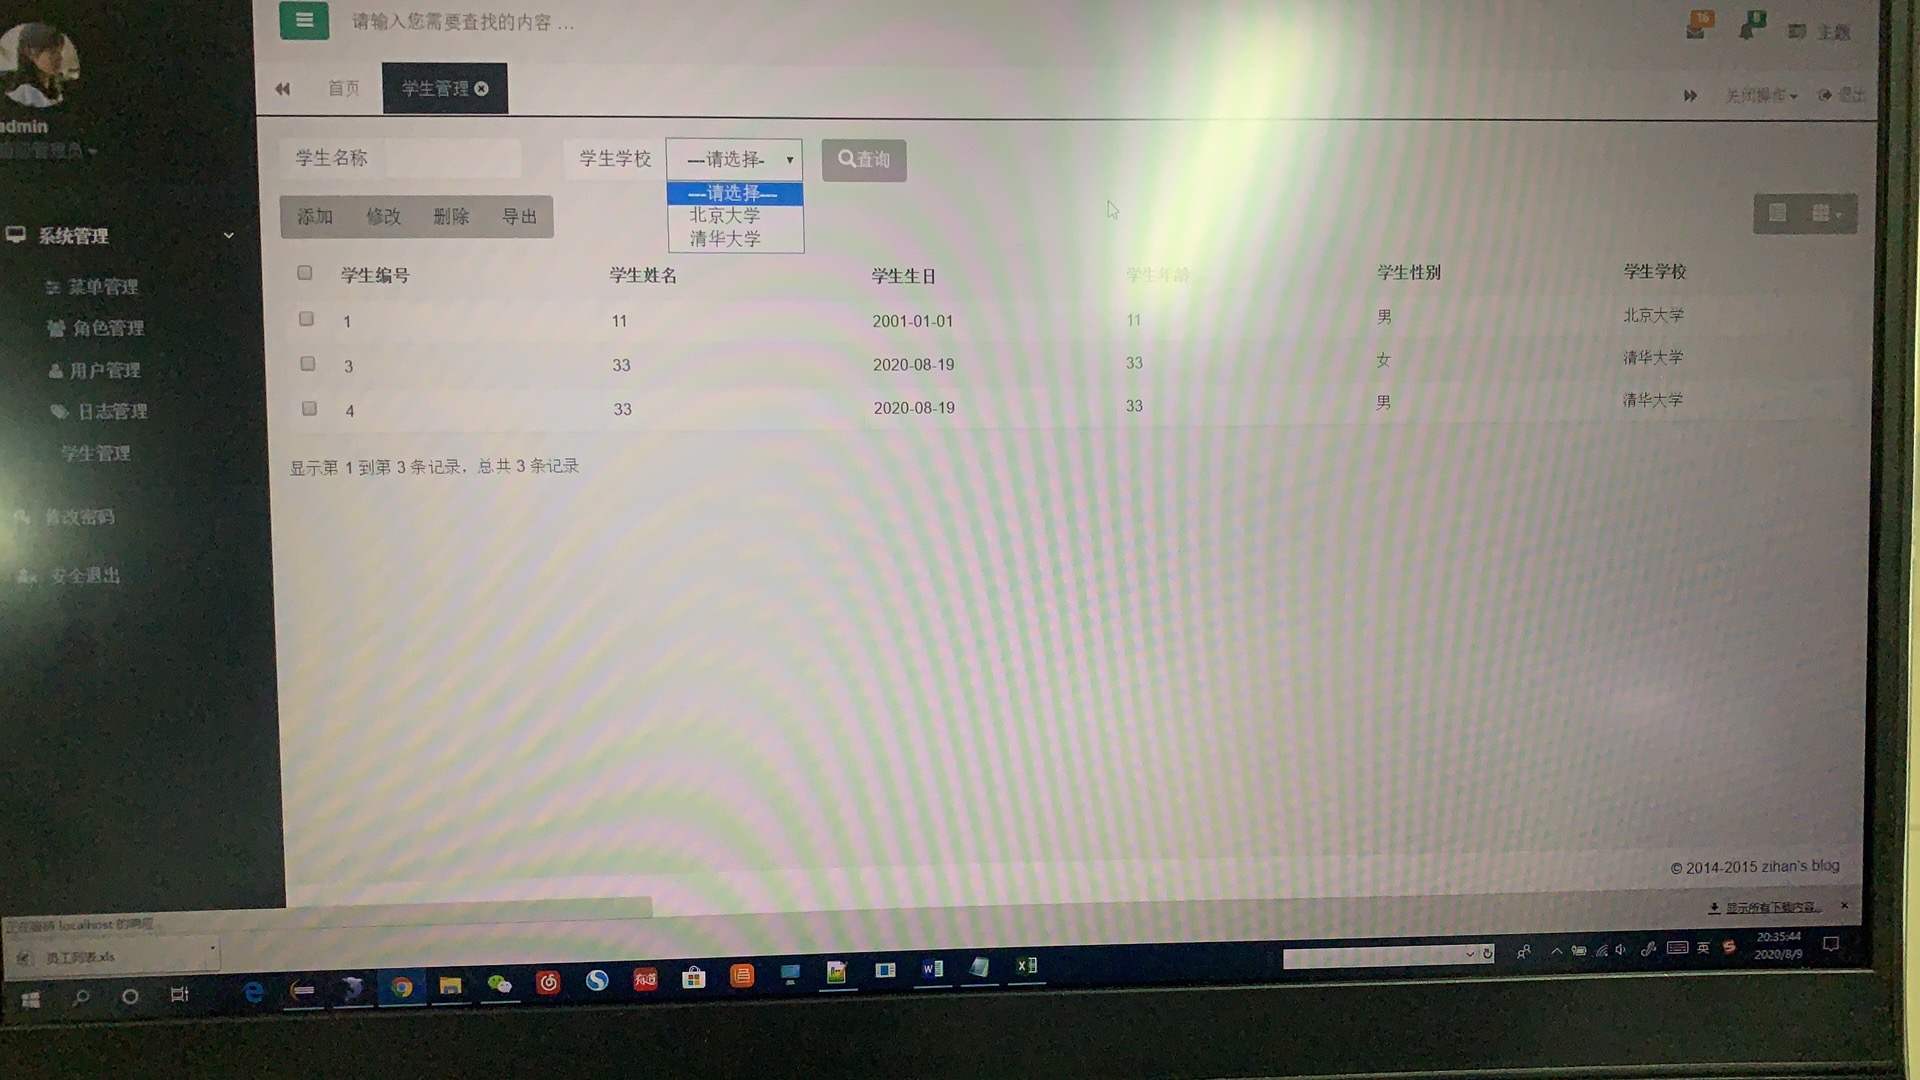 请输入您需要查找的内容 ...
16
8
主题
首页
学生管理
关闭操作
退出
admin
学生名称
学生学校
---请选择-
查询
---请选择---
北京大学
清华大学
添加 修改 删除 导出
系统管理
菜单管理
角色管理
用户管理
日志管理
学生管理
修改密码
安全退出
学生编号 学生姓名 学生生日 学生年龄 学生性别 学生学校
1 11 2001-01-01 11 男 北京大学
3 33 2020-08-19 33 女 清华大学
4 33 2020-08-19 33 男 清华大学
显示第 1 到第 3 条记录，总共 3 条记录
© 2014-2015 zihan's blog
localhost 的响应
显示所有下载内容...
员工列表.xls
有道
英
20:35:44
2020/8/9